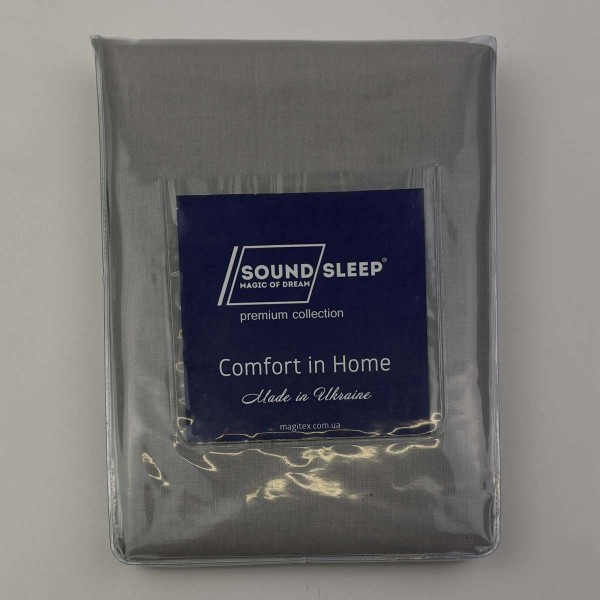 SOUND SLEEP®
MAGIC OF DREAM
premium collection
Comfort in Home
Made in Ukraine
magitex.com.ua